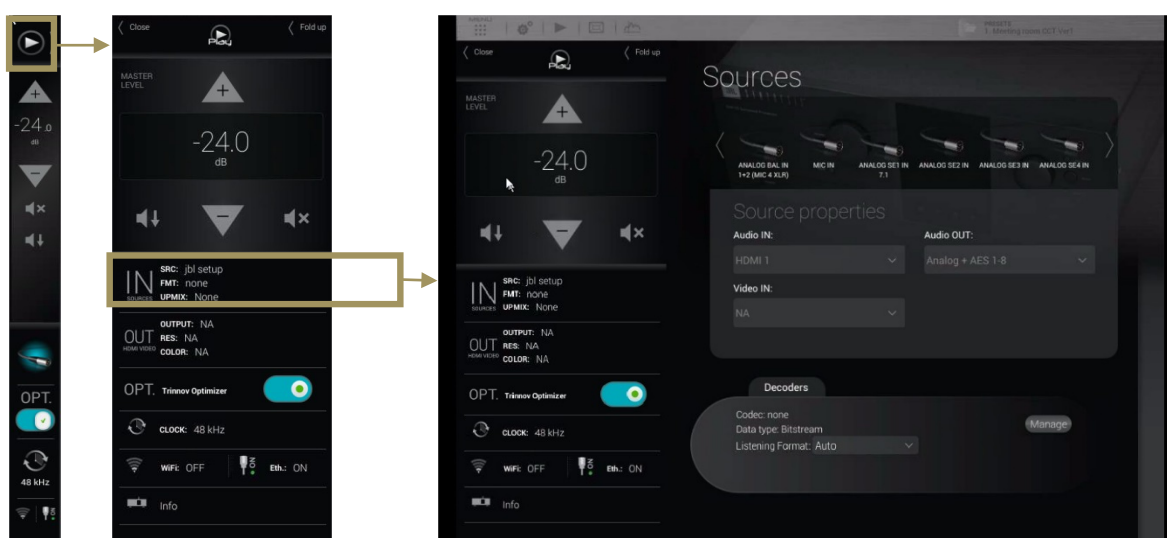 -24.0
dB
OPT.
48 kHz
Close
Play
Fold up
MASTER
LEVEL
+
-24.0
dB
-
IN
SOURCES
SRC: jbl setup
FMT: none
UPMIX: None
OUT
HDMI VIDEO
OUTPUT: NA
RES: NA
COLOR: NA
OPT. Trinnov Optimizer
CLOCK: 48 kHz
WiFi: OFF
Eth.: ON
Info
PRESETS
1: Meeting room
Close
Play
Fold up
MASTER
LEVEL
+
-24.0
dB
-
IN
SOURCES
SRC: jbl setup
FMT: none
UPMIX: None
OUT
HDMI VIDEO
OUTPUT: NA
RES: NA
COLOR: NA
OPT. Trinnov Optimizer
CLOCK: 48 kHz
WiFi: OFF
Eth.: ON
Info
Sources
ANALOG BAL IN
1+2 (MIC 4 XLR)
MIC IN
ANALOG SE1 IN
7.1
ANALOG SE2 IN
ANALOG SE3 IN
ANALOG SE4 IN
Source properties
Audio IN:
Audio OUT:
HDMI 1
Analog + AES 1-8
Video IN:
NA
Decoders
Codec: none
Data type: Bitstream
Listening Format: Auto
Manage